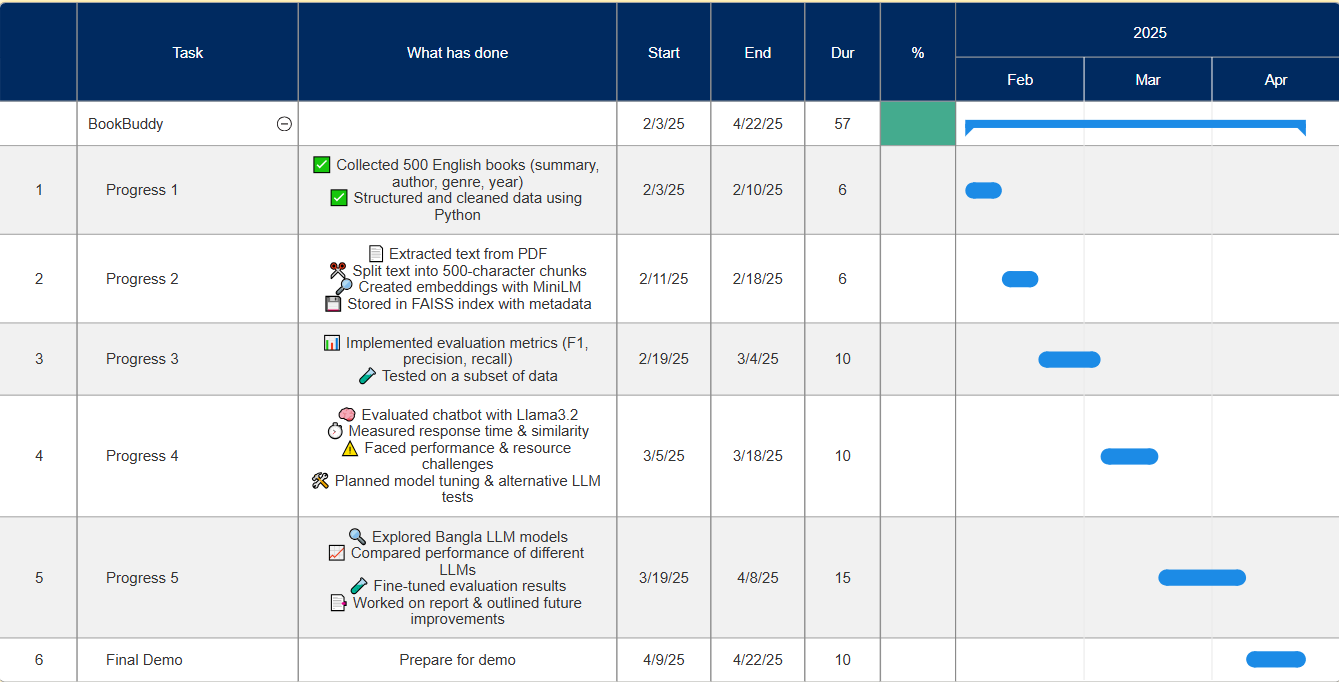 Task
What has done
Start
End
Dur
%
2025
Feb
Mar
Apr
BookBuddy
2/3/25
4/22/25
57
1
Progress 1
✅ Collected 500 English books (summary,
author, genre, year)
✅ Structured and cleaned data using
Python
2/3/25
2/10/25
6
2
Progress 2
📄 Extracted text from PDF
✂️ Split text into 500-character chunks
🔎 Created embeddings with MiniLM
💾 Stored in FAISS index with metadata
2/11/25
2/18/25
6
3
Progress 3
📊 Implemented evaluation metrics (F1,
precision, recall)
🧪 Tested on a subset of data
2/19/25
3/4/25
10
4
Progress 4
🧠 Evaluated chatbot with Llama3.2
⏱️ Measured response time & similarity
⚠️ Faced performance & resource
challenges
🛠️ Planned model tuning & alternative LLM
tests
3/5/25
3/18/25
10
5
Progress 5
🔍 Explored Bangla LLM models
📈 Compared performance of different
LLMs
🧪 Fine-tuned evaluation results
📑 Worked on report & outlined future
improvements
3/19/25
4/8/25
15
6
Final Demo
Prepare for demo
4/9/25
4/22/25
10